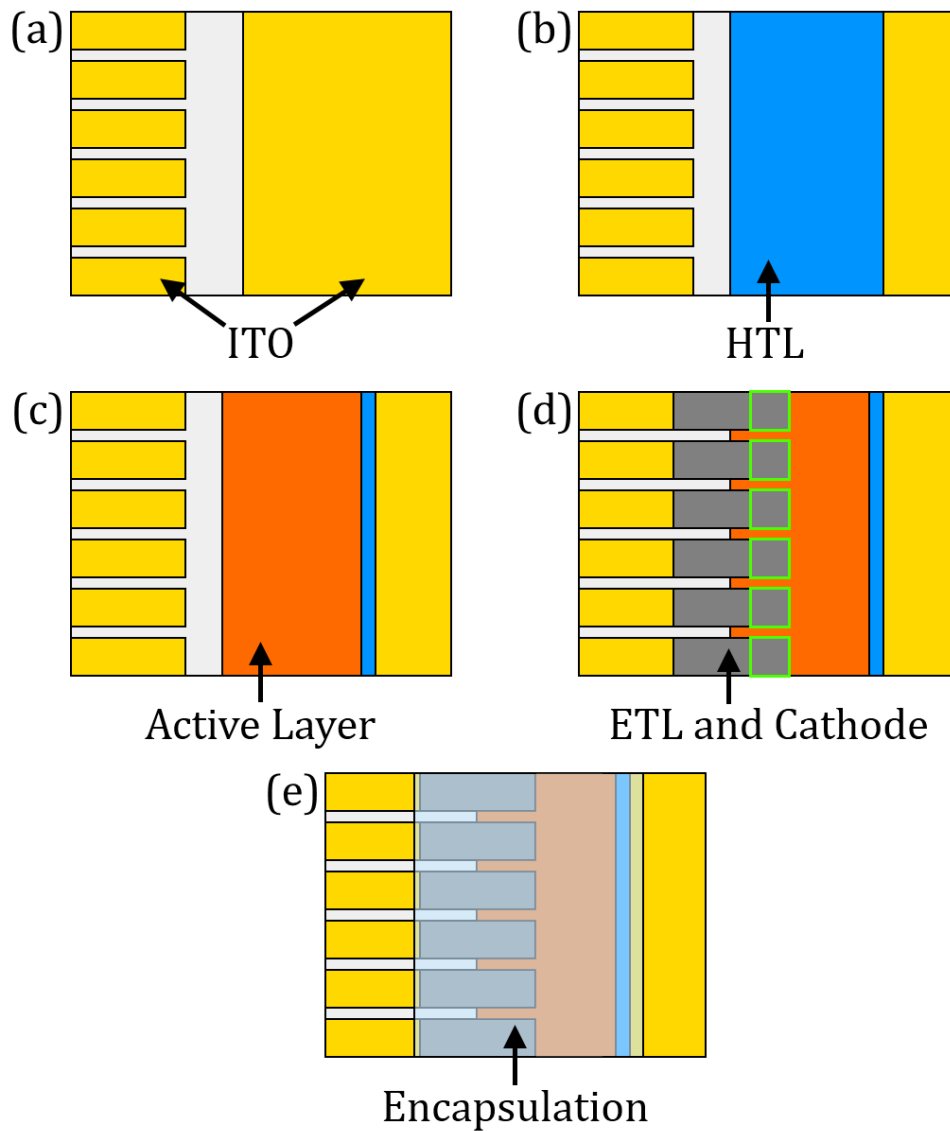 (a)
(b)
ITO
HTL
(c)
(d)
Active Layer
ETL and Cathode
(e)
Encapsulation